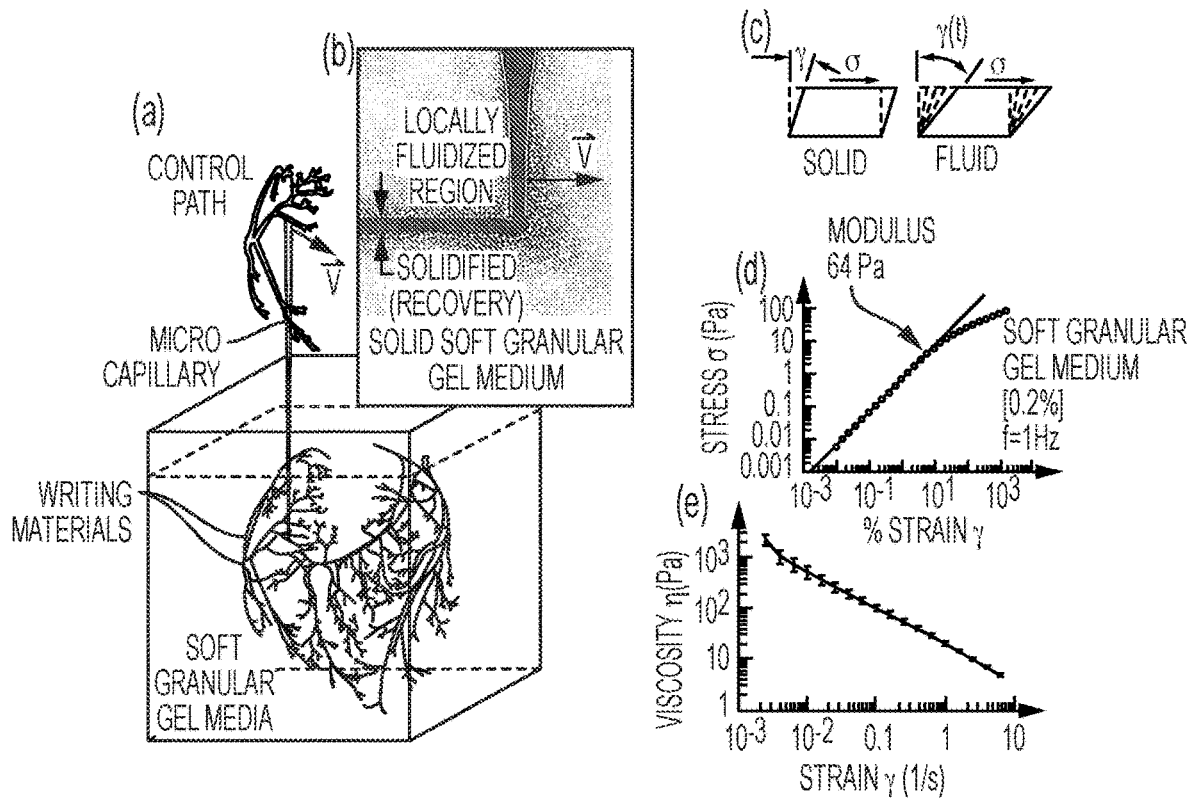 (a)
CONTROL
PATH
V
MICRO
CAPILLARY
WRITING
MATERIALS
SOFT
GRANULAR
GEL MEDIA
(b)
LOCALLY
FLUIDIZED
REGION
V
SOLIDIFIED
(RECOVERY)
SOLID SOFT GRANULAR
GEL MEDIUM
(c)
γ
σ
SOLID
γ(t)
σ
FLUID
(d)
MODULUS
64 Pa
STRESS σ (Pa)
100
10
1
0.1
0.01
0.001
10-3 10-1 101 103
% STRAIN γ
SOFT GRANULAR
GEL MEDIUM
[0.2%]
f=1Hz
(e)
VISCOSITY η(Pa)
103
102
10
1
10-3 10-2 0.1 1 10
STRAIN γ (1/s)